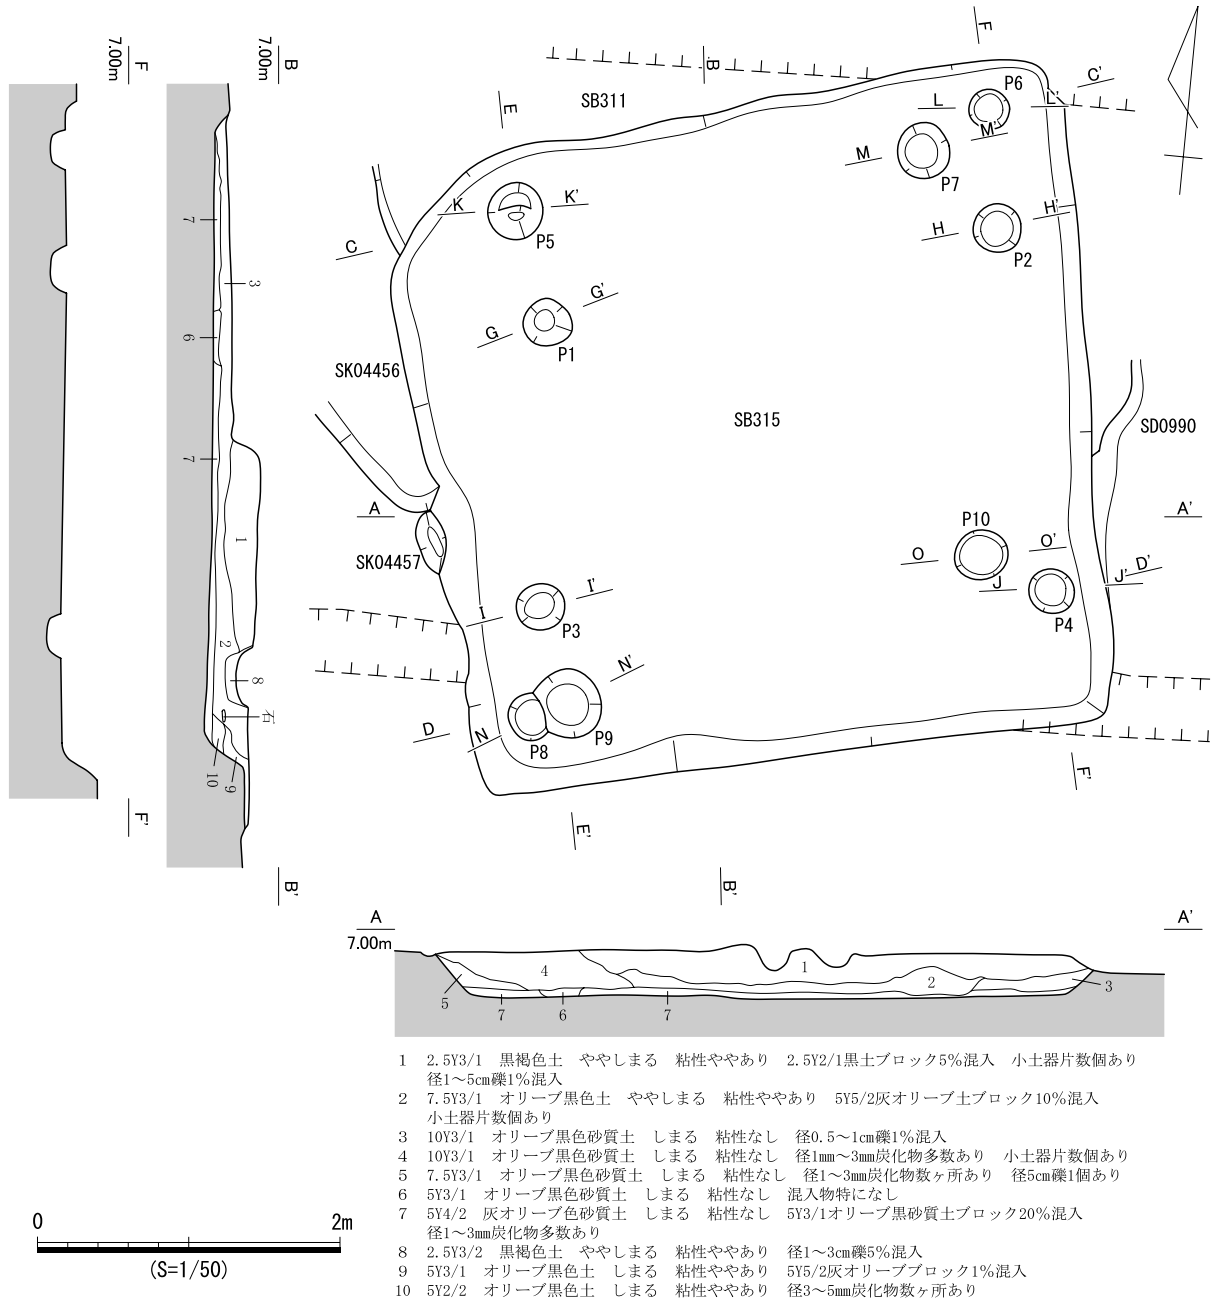 F
7.00m
B
7.00m
F
B
C'
E
SB311
P6
L
L'
M'
M
P7
K
K'
P5
H
H'
P2
C
G
G'
P1
SK04456
SB315
SD0990
A
A'
P10
SK04457
O
O'
J
J'
D'
P4
I
I'
P3
N'
D
N
P8
P9
F'
E'
7
3
6
7
1
2
8
石
10
9
F'
B'
B'
A
A'
7.00m
4
1
2
5
7
6
7
3
1 2.5Y3/1 黒褐色土 ややしまる 粘性ややあり 2.5Y2/1黒土ブロック5%混入 小土器片数個あり
径1~5cm礫1%混入
2 7.5Y3/1 オリーブ黒色土 ややしまる 粘性ややあり 5Y5/2灰オリーブ土ブロック10%混入
小土器片数個あり
3 10Y3/1 オリーブ黒色砂質土 しまる 粘性なし 径0.5~1cm礫1%混入
4 10Y3/1 オリーブ黒色砂質土 しまる 粘性なし 径1mm~3mm炭化物多数あり 小土器片数個あり
5 7.5Y3/1 オリーブ黒色砂質土 しまる 粘性なし 径1~3mm炭化物数ヶ所あり 径5cm礫1個あり
6 5Y3/1 オリーブ黒色砂質土 しまる 粘性なし 混入物特になし
7 5Y4/2 灰オリーブ色砂質土 しまる 粘性なし 5Y3/1オリーブ黒砂質土ブロック20%混入
径1~3mm炭化物多数あり
8 2.5Y3/2 黒褐色土 ややしまる 粘性ややあり 径1~3cm礫5%混入
9 5Y3/1 オリーブ黒色土 しまる 粘性ややあり 5Y5/2灰オリーブブロック1%混入
10 5Y2/2 オリーブ黒色土 しまる 粘性ややあり 径3~5mm炭化物数ヶ所あり
0 2m
(S=1/50)